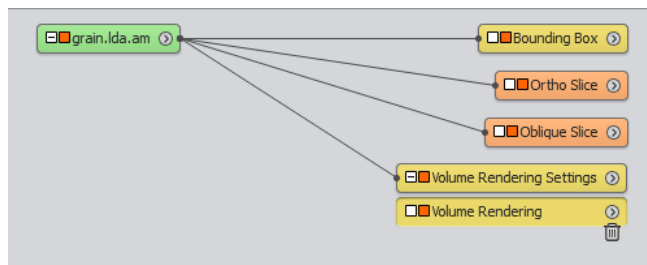 grain.lda.am
Bounding Box
Ortho Slice
Oblique Slice
Volume Rendering Settings
Volume Rendering